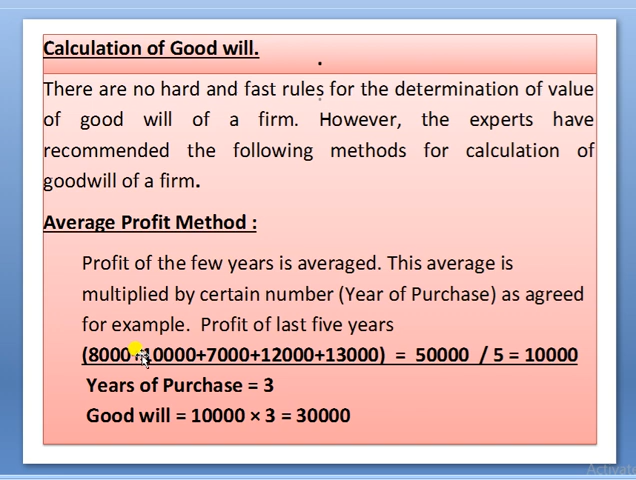 Calculation of Good will.
.
There are no hard and fast rules for the determination of value
of good will of a firm. However, the experts have
recommended the following methods for calculation of
goodwill of a firm.
Average Profit Method :
Profit of the few years is averaged. This average is
multiplied by certain number (Year of Purchase) as agreed
for example. Profit of last five years
(8000+10000+7000+12000+13000) = 50000 / 5 = 10000
Years of Purchase = 3
Good will = 10000 × 3 = 30000
Activate